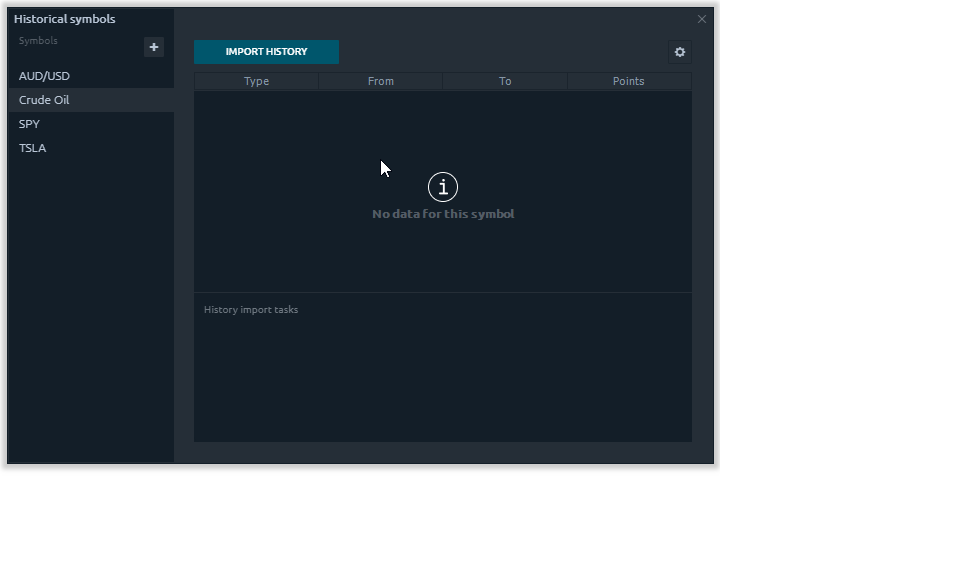 Historical symbols
Symbols
+
AUD/USD
Crude Oil
SPY
TSLA
IMPORT HISTORY
Type From To Points
i
No data for this symbol
History import tasks